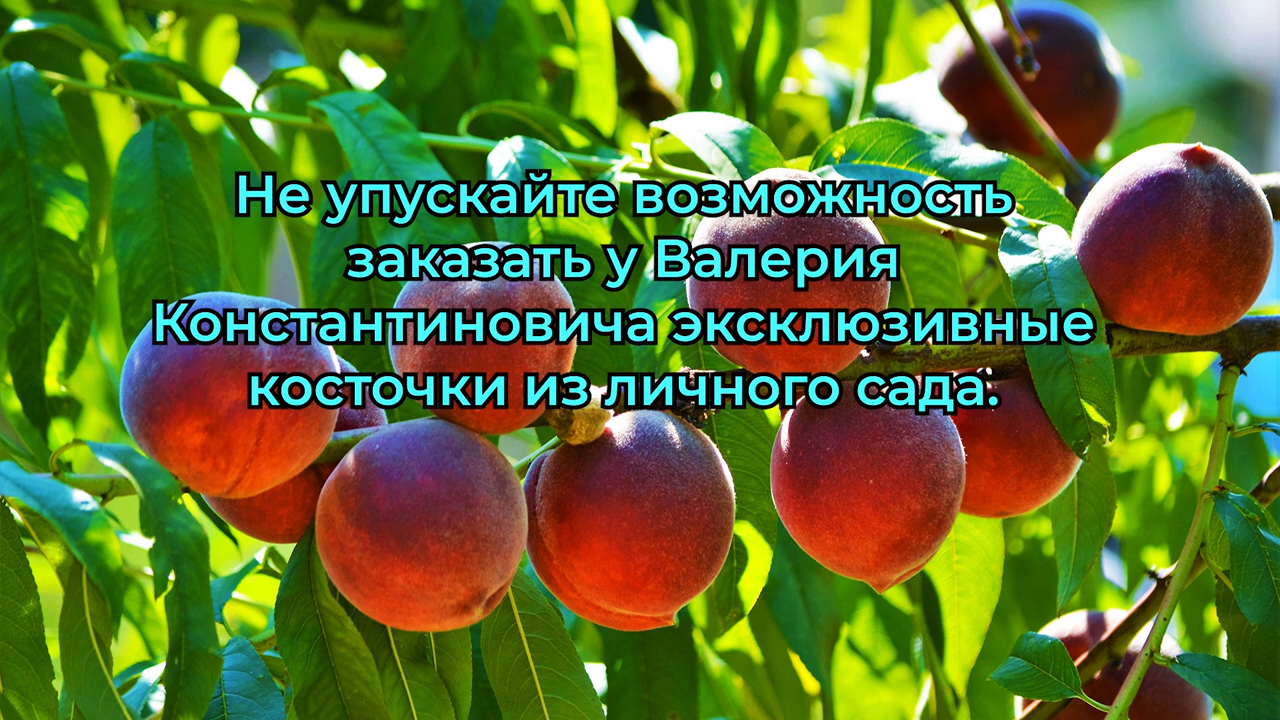 Не упускайте возможность
заказать у Валерия
Константиновича эксклюзивные
косточки из личного сада.